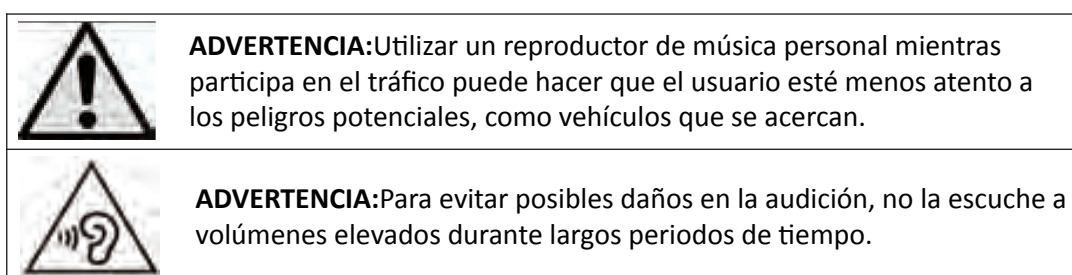 ADVERTENCIA:Utilizar un reproductor de música personal mientras
participa en el tráfico puede hacer que el usuario esté menos atento a
los peligros potenciales, como vehículos que se acercan.
ADVERTENCIA:Para evitar posibles daños en la audición, no la escuche a
volúmenes elevados durante largos periodos de tiempo.